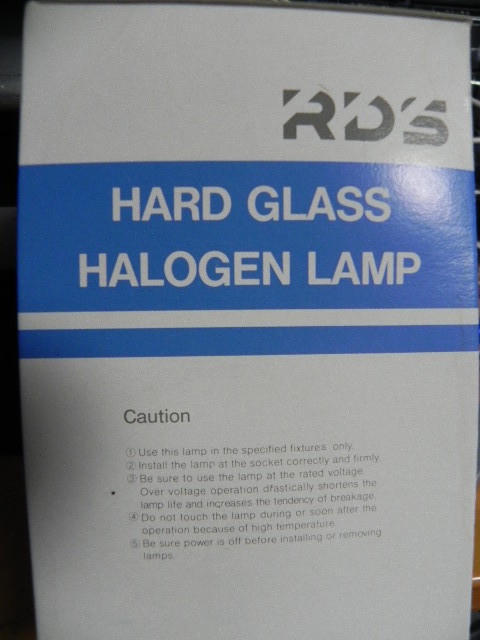 RDS
HARD GLASS
HALOGEN LAMP
Caution
① Use this lamp in the specified fixtures only.
② Install the lamp at the socket correctly and firmly.
③ Be sure to use the lamp at the rated voltage.
Over voltage operation drastically shortens the
lamp life and increases the tendency of breakage.
④ Do not touch the lamp during or soon after the
operation because of high temperature.
⑤ Be sure power is off before installing or removing
lamps.